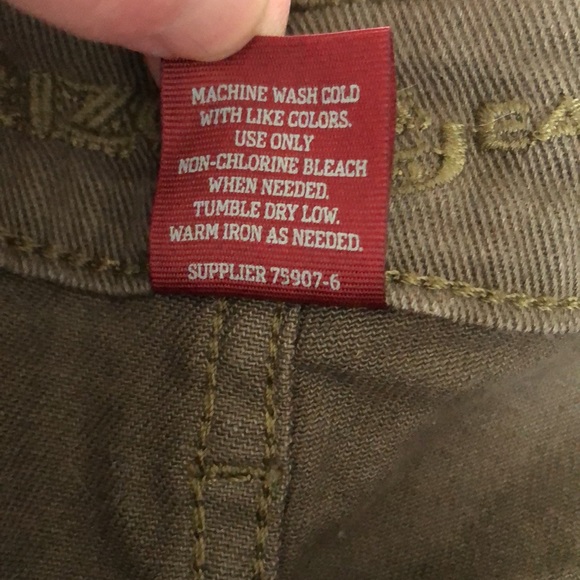 MACHINE WASH COLD
WITH LIKE COLORS.
USE ONLY
NON-CHLORINE BLEACH
WHEN NEEDED.
TUMBLE DRY LOW.
WARM IRON AS NEEDED.
SUPPLIER 75907-6